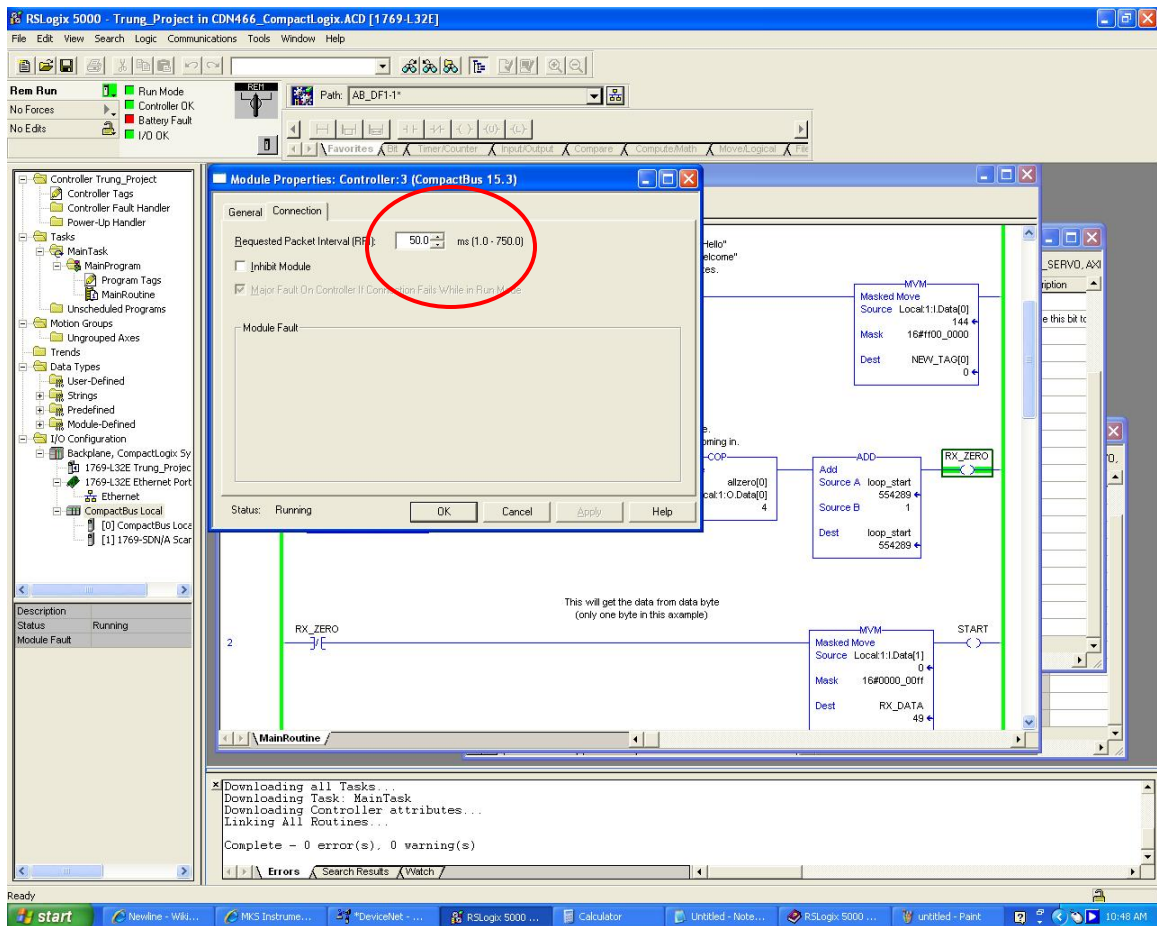 RSLogix 5000 - Trung_Project in CDN466_CompactLogix.ACD [1769-L32E]
File Edit View Search Logic Communications Tools Window Help
Rem Run
Run Mode
No Forces
Controller OK
Battery Fault
No Edits
I/O OK
REM
Path: AB_DF1-1*
Favorites Bit Timer/Counter Input/Output Compare Compute/Math Move/Logical File
Controller Trung_Project
Controller Tags
Controller Fault Handler
Power-Up Handler
Tasks
MainTask
MainProgram
Program Tags
MainRoutine
Unscheduled Programs
Motion Groups
Ungrouped Axes
Trends
Data Types
User-Defined
Strings
Predefined
Module-Defined
I/O Configuration
Backplane, CompactLogix Sy
1769-L32E Trung_Projec
1769-L32E Ethernet Port
Ethernet
CompactBus Local
[0] CompactBus Loca
[1] 1769-SDN/A Scar
Description
Status Running
Module Fault
Module Properties: Controller:3 (CompactBus 15.3)
General Connection
Requested Packet Interval (RPI): 50.0 ms (1.0 - 750.0)
Inhibit Module
Major Fault On Controller If Connection Fails While in Run Mode
Module Fault
Status: Running OK Cancel Apply Help
Hello"
elcome"
es.
MVM
Masked Move
Source Local:1:I.Data[0]
144
Mask 16#ff00_0000
Dest NEW_TAG[0]
0
_SERVO, AXI
ription
e this bit to
e.
oming in.
COP
allzero[0]
cal:1:O.Data[0]
4
ADD
Add
Source A loop_start
554289
Source B 1
Dest loop_start
554289
RX_ZERO
This will get the data from data byte
(only one byte in this axample)
2
RX_ZERO
MVM
Masked Move
Source Local:1:I.Data[1]
0
Mask 16#0000_00ff
Dest RX_DATA
49
START
MainRoutine
Downloading all Tasks...
Downloading Task: MainTask
Downloading Controller attributes...
Linking All Routines...
Complete - 0 error(s), 0 warning(s)
Errors Search Results Watch
Ready
start Newline - Wiki... MKS Instrume... *DeviceNet - ... RSLogix 5000 ... Calculator Untitled - Note... RSLogix 5000 ... untitled - Paint 10:48 AM